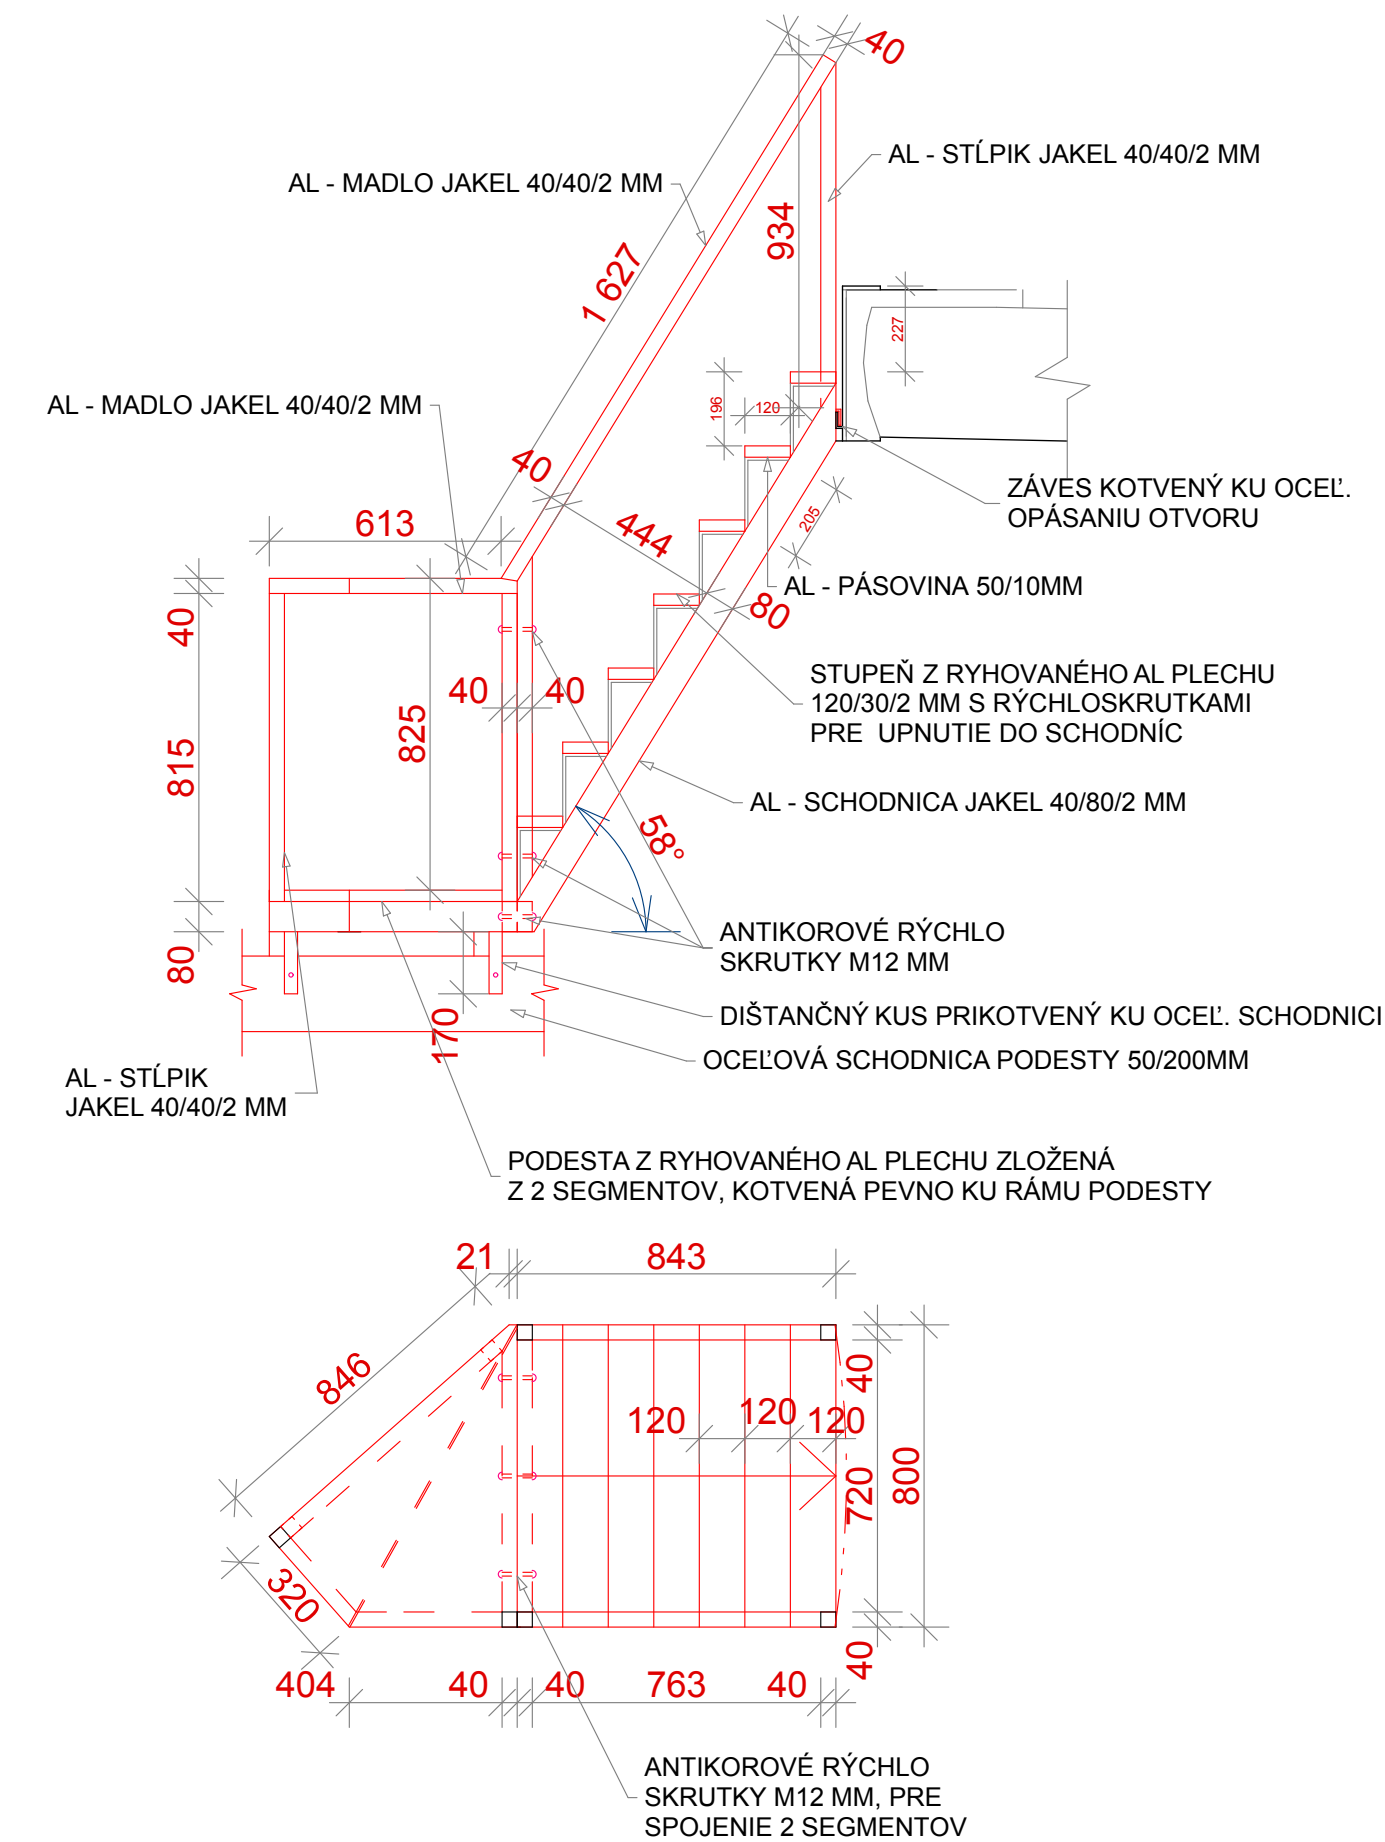 40
AL - STĹPIK JAKEL 40/40/2 MM
AL - MADLO JAKEL 40/40/2 MM
934
1 627
227
AL - MADLO JAKEL 40/40/2 MM
196
120
40
ZÁVES KOTVENÝ KU OCEĽ.
OPÁSANIU OTVORU
613
444
205
AL - PÁSOVINA 50/10MM
80
40
STUPEŇ Z RYHOVANÉHO AL PLECHU
120/30/2 MM S RÝCHLOSKRUTKAMI
PRE UPNUTIE DO SCHODNÍC
40
40
825
815
AL - SCHODNICA JAKEL 40/80/2 MM
58°
ANTIKOROVÉ RÝCHLO
SKRUTKY M12 MM
80
170
DIŠTANČNÝ KUS PRIKOTVENÝ KU OCEĽ. SCHODNICI
OCEĽOVÁ SCHODNICA PODESTY 50/200MM
AL - STĹPIK
JAKEL 40/40/2 MM
PODESTA Z RYHOVANÉHO AL PLECHU ZLOŽENÁ
Z 2 SEGMENTOV, KOTVENÁ PEVNO KU RÁMU PODESTY
21
843
846
40
120
120
120
720
800
320
40
404
40
40
763
40
ANTIKOROVÉ RÝCHLO
SKRUTKY M12 MM, PRE
SPOJENIE 2 SEGMENTOV